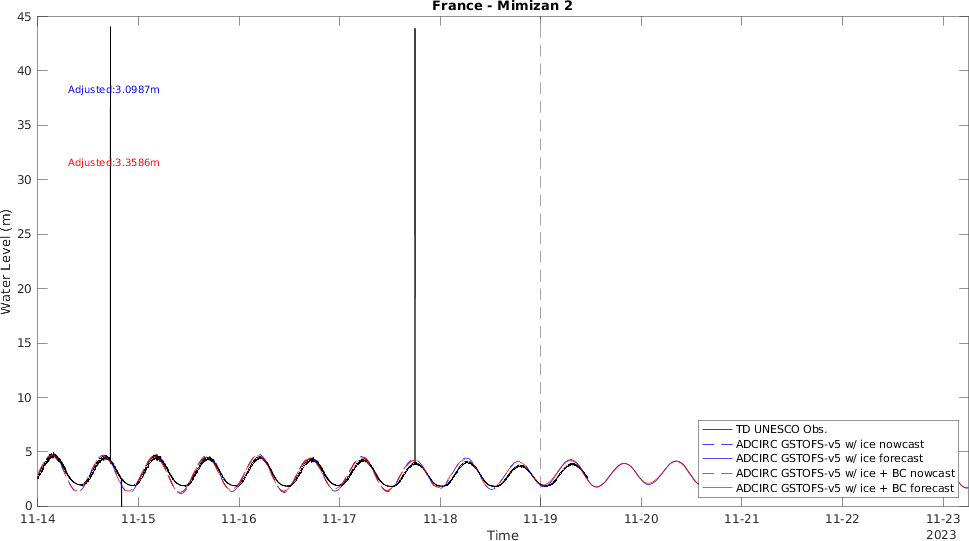 France - Mimizan 2
45
40
35
30
25
20
15
10
5
0
Water Level (m)
Adjusted:3.0987m
Adjusted:3.3586m
TD UNESCO Obs.
ADCIRC GSTOFS-v5 w/ ice nowcast
ADCIRC GSTOFS-v5 w/ ice forecast
ADCIRC GSTOFS-v5 w/ ice + BC nowcast
ADCIRC GSTOFS-v5 w/ ice + BC forecast
11-14 11-15 11-16 11-17 11-18 11-19 11-20 11-21 11-22 11-23
Time
2023